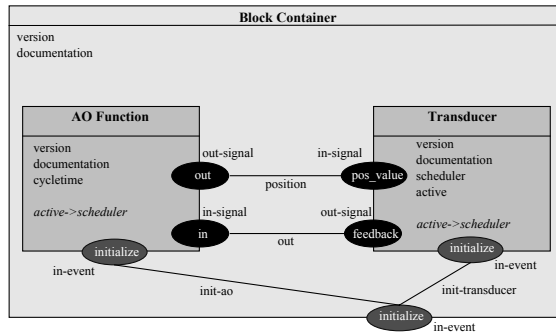 Block Container
version
documentation
AO Function
version
documentation
cycletime
active->scheduler
Transducer
version
documentation
scheduler
active
active->scheduler
out-signal
in-signal
out
position
pos_value
in-signal
out-signal
in
out
feedback
initialize
in-event
initialize
in-event
init-ao
init-transducer
initialize
in-event